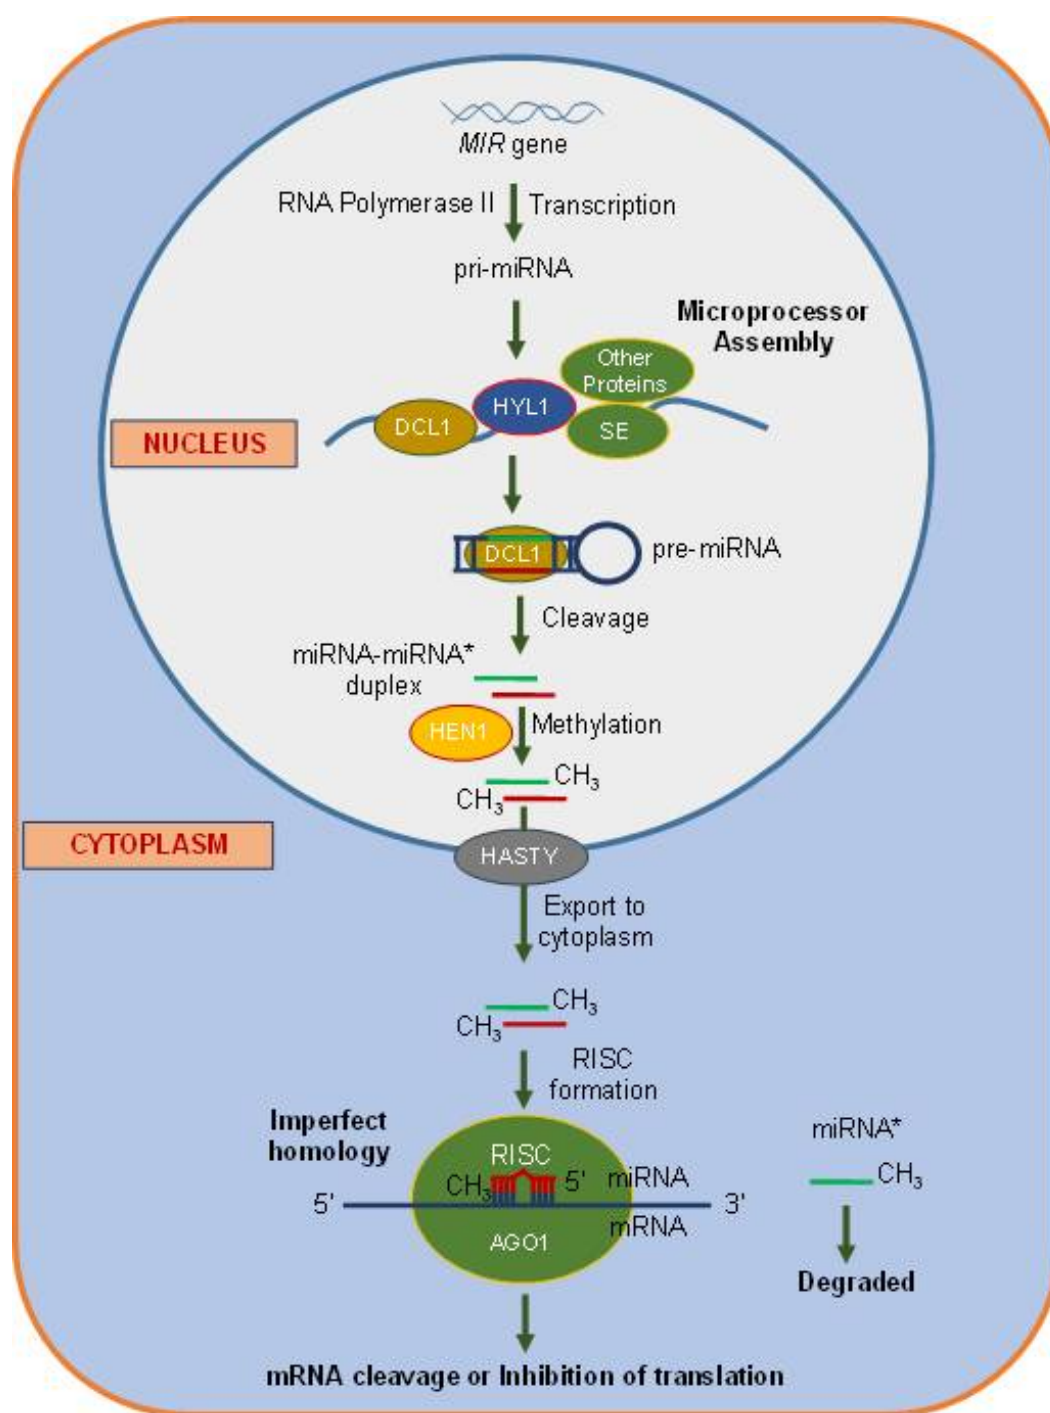 MIR gene
RNA Polymerase II
Transcription
pri-miRNA
Microprocessor
Assembly
Other
Proteins
HYL1
DCL1
SE
NUCLEUS
DCL1
pre-miRNA
Cleavage
miRNA-miRNA*
duplex
HEN1
Methylation
CH₃
CH₃
CYTOPLASM
HASTY
Export to
cytoplasm
CH₃
CH₃
RISC
formation
Imperfect
homology
RISC
CH₃
5'
miRNA
5'
3'
mRNA
AGO1
miRNA*
CH₃
Degraded
mRNA cleavage or Inhibition of translation